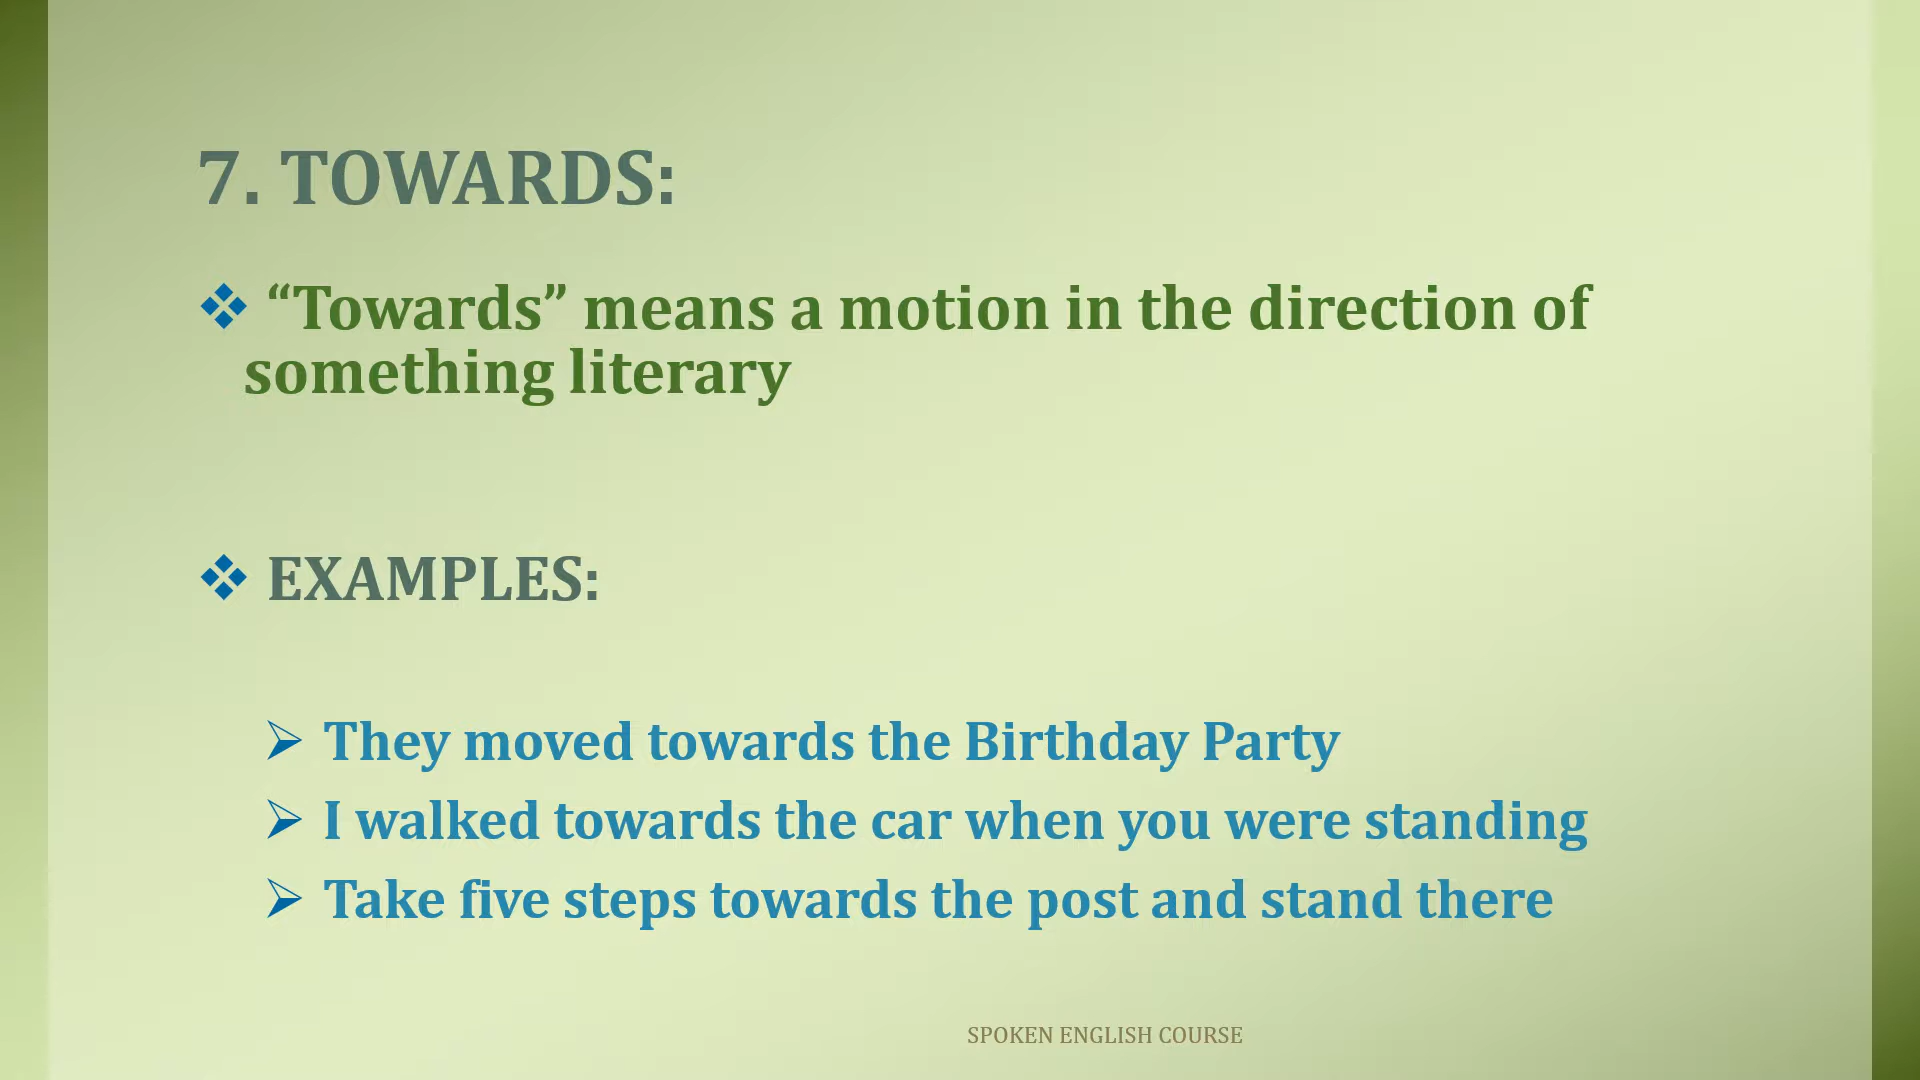 7. TOWARDS:
“Towards” means a motion in the direction of
something literary
EXAMPLES:
They moved towards the Birthday Party
I walked towards the car when you were standing
Take five steps towards the post and stand there
SPOKEN ENGLISH COURSE